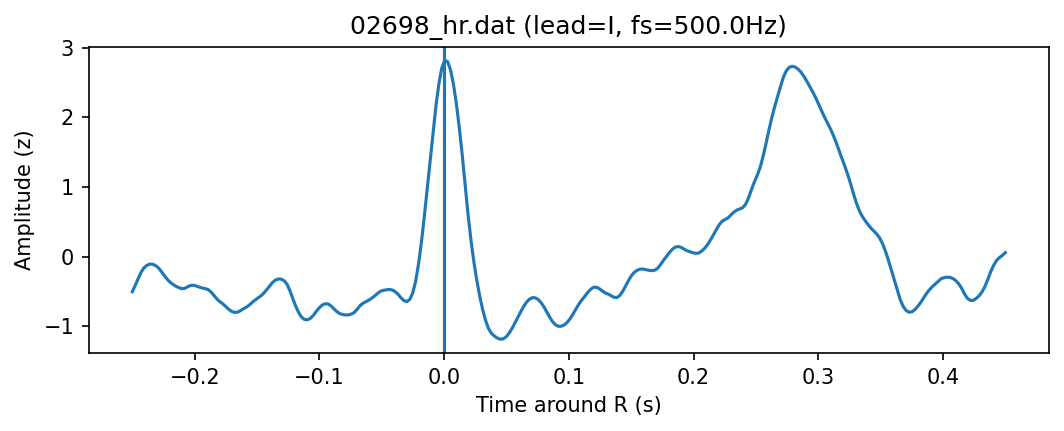 02698_hr.dat (lead=I, fs=500.0Hz)
Amplitude (z)
3
2
1
0
−1
−0.2 −0.1 0.0 0.1 0.2 0.3 0.4
Time around R (s)